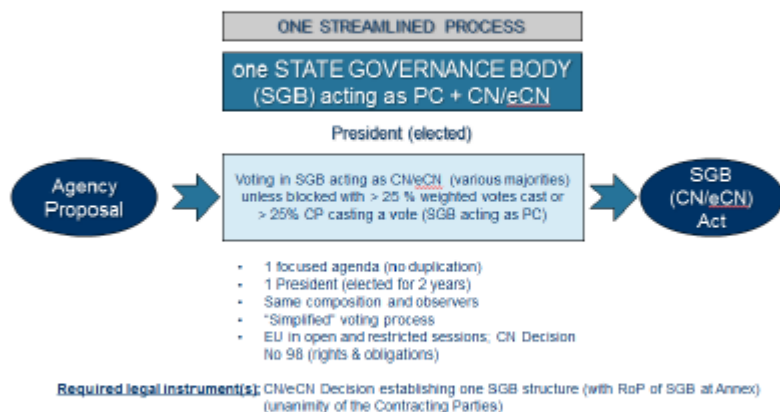 ONE STREAMLINED PROCESS
one STATE GOVERNANCE BODY
(SGB) acting as PC + CN/eCN
President (elected)
Agency
Proposal
Voting in SGB acting as CN/eCN (various majorities)
unless blocked with > 25 % weighted votes cast or
> 25% CP casting a vote (SGB acting as PC)
SGB
(CN/eCN)
Act
• 1 focused agenda (no duplication)
• 1 President (elected for 2 years)
• Same composition and observers
• "Simplified" voting process
• EU in open and restricted sessions; CN Decision
No 98 (rights & obligations)
Required legal instrument(s): CN/eCN Decision establishing one SGB structure (with RoP of SGB at Annex)
(unanimity of the Contracting Parties)